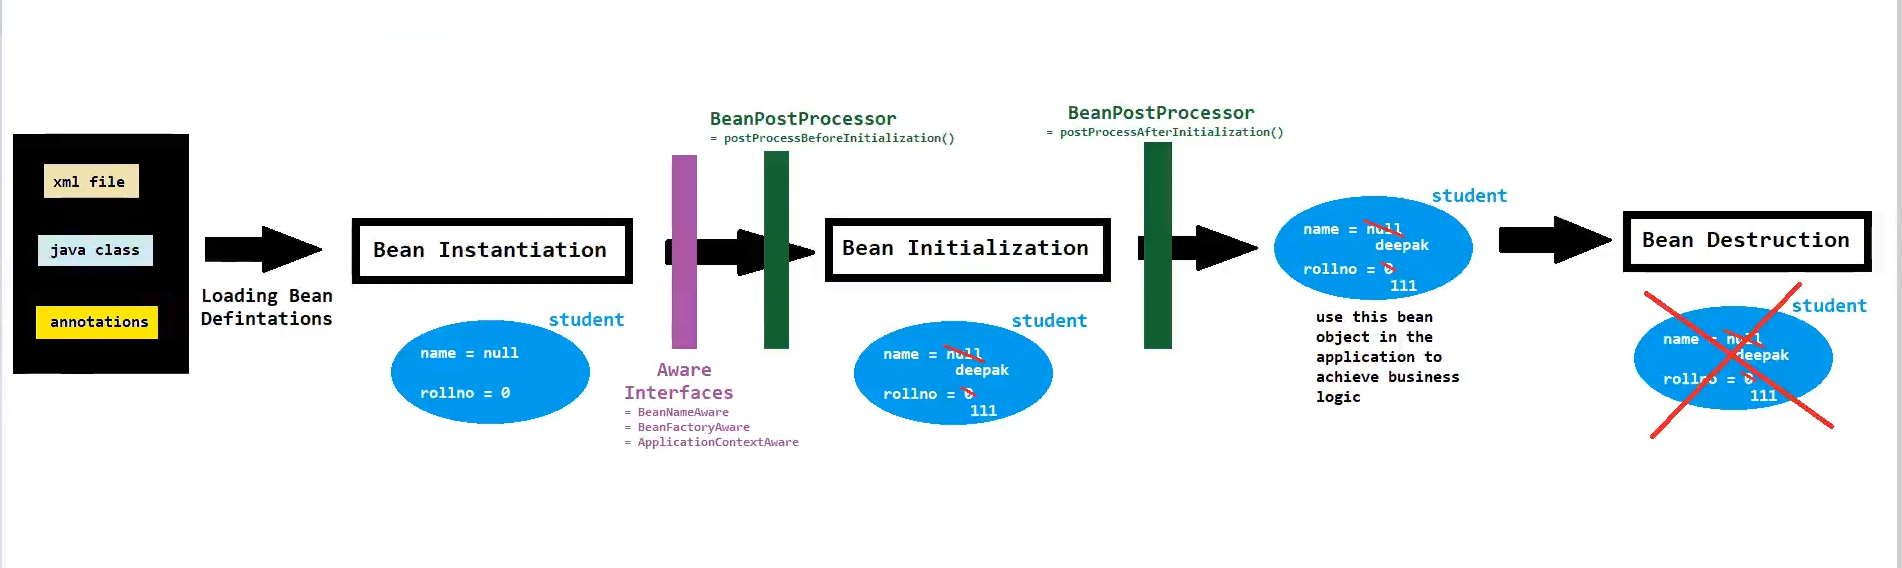 xml file
java class
annotations
Loading Bean
Defintations
Bean Instantiation
student
name = null
rollno = 0
Aware
Interfaces
= BeanNameAware
= BeanFactoryAware
= ApplicationContextAware
BeanPostProcessor
= postProcessBeforeInitialization()
Bean Initialization
student
name = null
deepak
rollno = 0
111
BeanPostProcessor
= postProcessAfterInitialization()
student
name = null
deepak
rollno = 0
111
use this bean
object in the
application to
achieve business
logic
Bean Destruction
student
name = null
deepak
rollno = 0
111